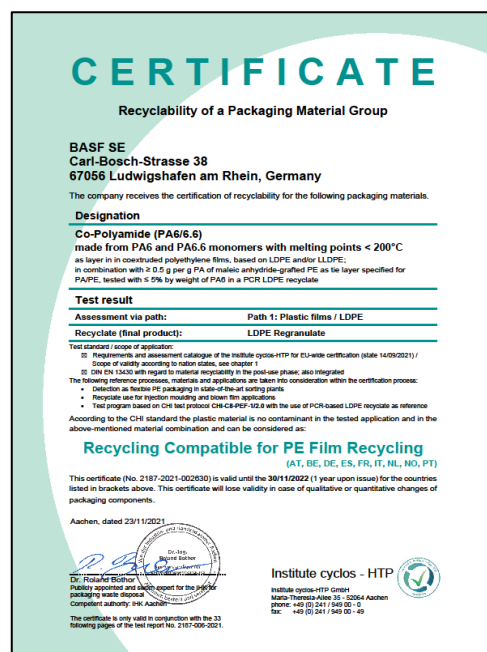 CERTIFICATE
Recyclability of a Packaging Material Group
BASF SE
Carl-Bosch-Strasse 38
67056 Ludwigshafen am Rhein, Germany
The company receives the certification of recyclability for the following packaging materials.
Designation
Co-Polyamide (PA6/6.6)
made from PA6 and PA6.6 monomers with melting points < 200°C
as layer in in coextruded polyethylene films, based on LDPE and/or LLDPE;
in combination with ≥ 0.5 g per g PA of maleic anhydride-grafted PE as tie layer specified for
PA/PE, tested with ≤ 5% by weight of PA6 in a PCR LDPE recyclate
Test result
Assessment via path: Path 1: Plastic films / LDPE
Recyclate (final product): LDPE Regranulate
Test standard / scope of application:
☒ Requirements and assessment catalogue of the institute cyclos-HTP for EU-wide certification (state 14/09/2021) /
Scope of validity according to nation states, see chapter 1
☒ DIN EN 13430 with regard to material recyclability in the post-use phase; also integrated
The following reference processes, materials and applications are taken into consideration within the certification process:
• Detection as flexible PE packaging in state-of-the-art sorting plants
• Recyclate use for injection moulding and blown film applications
• Test program based on CHI test protocol CHI-C8-PEF-1/2.0 with the use of PCR-based LDPE recyclate as reference
According to the CHI standard the plastic material is no contaminant in the tested application and in the
above-mentioned material combination and can be considered as:
Recycling Compatible for PE Film Recycling
(AT, BE, DE, ES, FR, IT, NL, NO, PT)
This certificate (No. 2187-2021-002630) is valid until the 30/11/2022 (1 year upon issue) for the countries
listed in brackets above. This certificate will lose validity in case of qualitative or quantitative changes of
packaging components.
Aachen, dated 23/11/2021
Dr.-Ing.
Roland Bother
Dr. Roland Bothor
Publicly appointed and sworn expert for the IHK for
packaging waste disposal
Competent authority: IHK Aachen
The certificate is only valid in conjunction with the 33
following pages of the test report No. 2187-006-2021.
Institute cyclos - HTP
Institute cyclos-HTP GmbH
Maria-Theresia-Allee 35 - 52064 Aachen
phone: +49 (0) 241 / 949 00 - 0
fax: +49 (0) 241 / 949 00 - 49